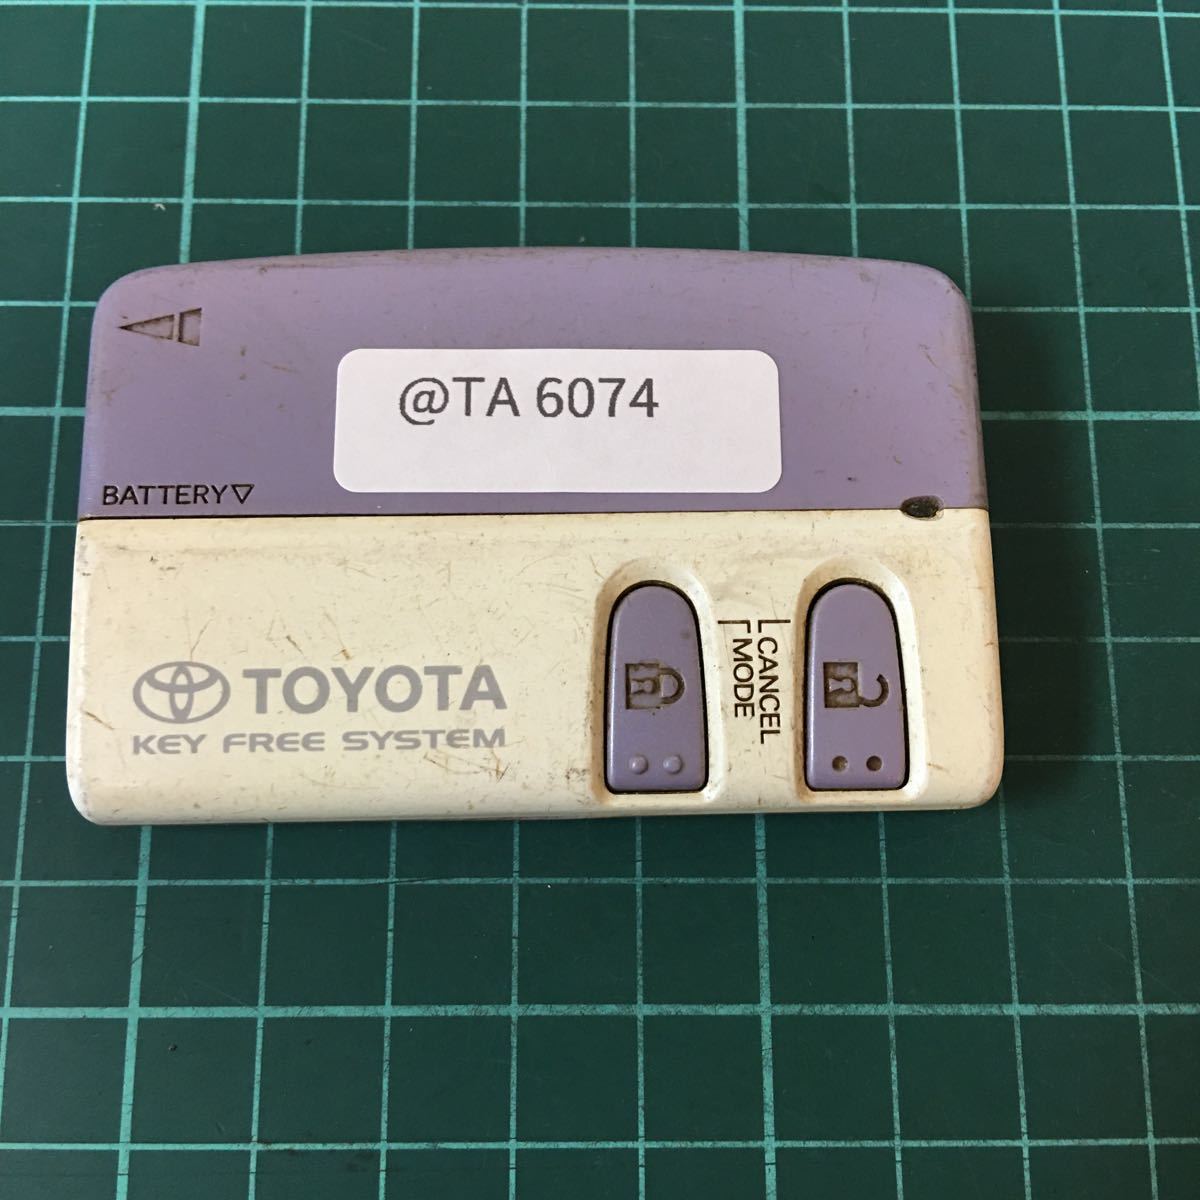 @TA 6074
BATTERY▽
CANCEL
MODE
TOYOTA
KEY FREE SYSTEM